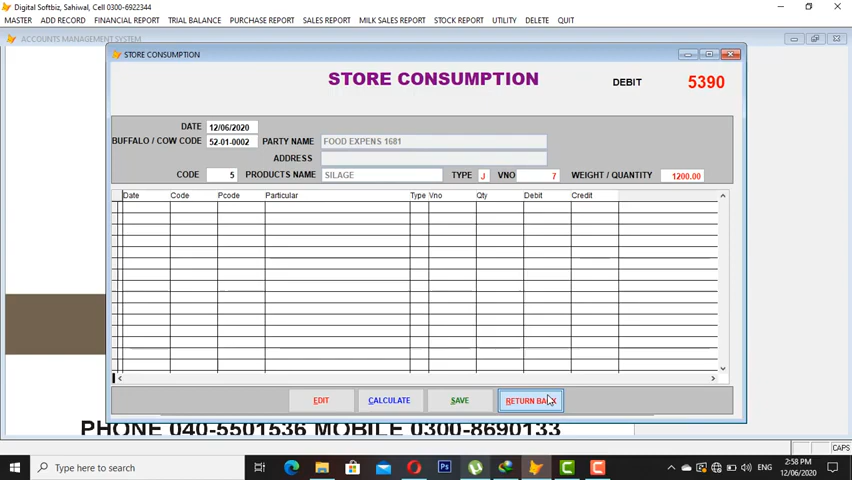 Digital Softbiz, Sahiwal, Cell 0300-6922344
MASTER ADD RECORD FINANCIAL REPORT TRIAL BALANCE PURCHASE REPORT SALES REPORT MILK SALES REPORT STOCK REPORT UTILITY DELETE QUIT
ACCOUNTS MANAGEMENT SYSTEM
STORE CONSUMPTION
STORE CONSUMPTION DEBIT 5390
DATE 12/06/2020
BUFFALO / COW CODE 52-01-0002 PARTY NAME FOOD EXPENS 1681
ADDRESS
CODE 5 PRODUCTS NAME SILAGE TYPE J VNO 7 WEIGHT / QUANTITY 1200.00
Date Code Pcode Particular Type Vno Qty Debit Credit
EDIT CALCULATE SAVE RETURN BACK
PHONE 040-5501536 MOBILE 0300-8690133
CAPS
Type here to search
ENG 2:58 PM
12/06/2020